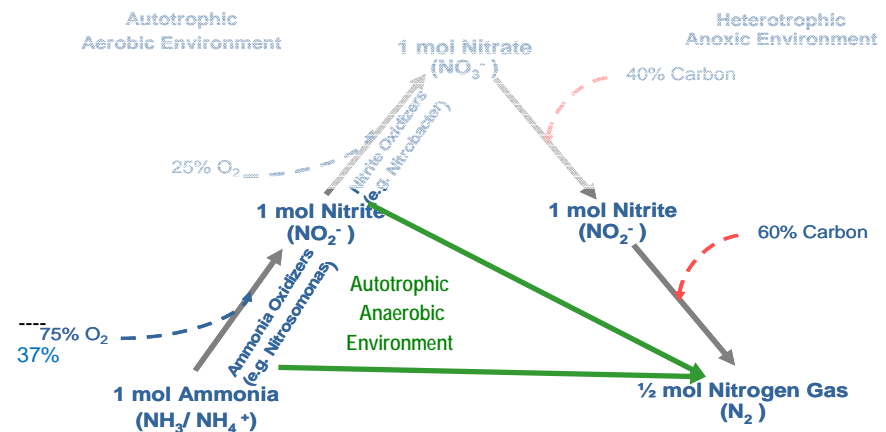 Autotrophic
Aerobic Environment
Heterotrophic
Anoxic Environment
1 mol Nitrate
(NO₃⁻)
40% Carbon
25% O₂
Nitrite Oxidizers
(e.g. Nitrobacter)
1 mol Nitrite
(NO₂⁻ )
1 mol Nitrite
(NO₂⁻ )
60% Carbon
Autotrophic
Anaerobic
Environment
Ammonia Oxidizers
(e.g. Nitrosomonas)
75% O₂
37%
1 mol Ammonia
(NH₃/ NH₄ ⁺)
½ mol Nitrogen Gas
(N₂ )